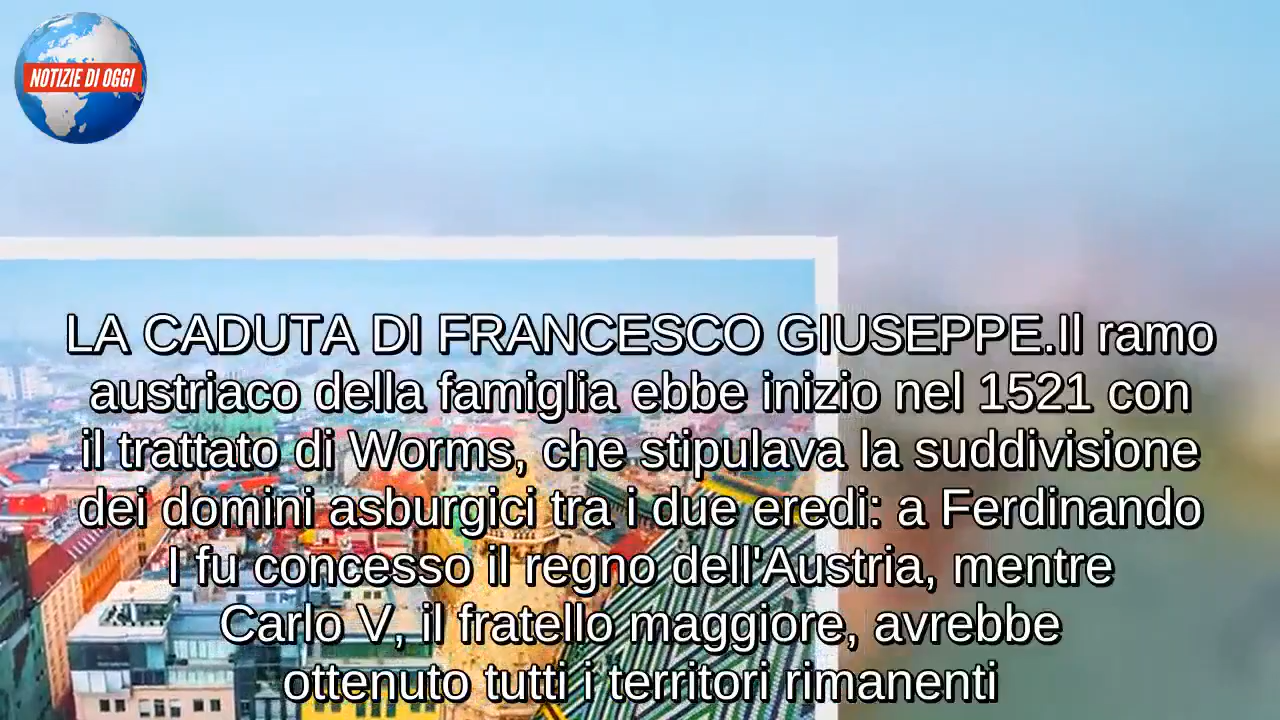 NOTIZIE DI OGGI
LA CADUTA DI FRANCESCO GIUSEPPE.Il ramo
austriaco della famiglia ebbe inizio nel 1521 con
il trattato di Worms, che stipulava la suddivisione
dei domini asburgici tra i due eredi: a Ferdinando
I fu concesso il regno dell'Austria, mentre
Carlo V, il fratello maggiore, avrebbe
ottenuto tutti i territori rimanenti